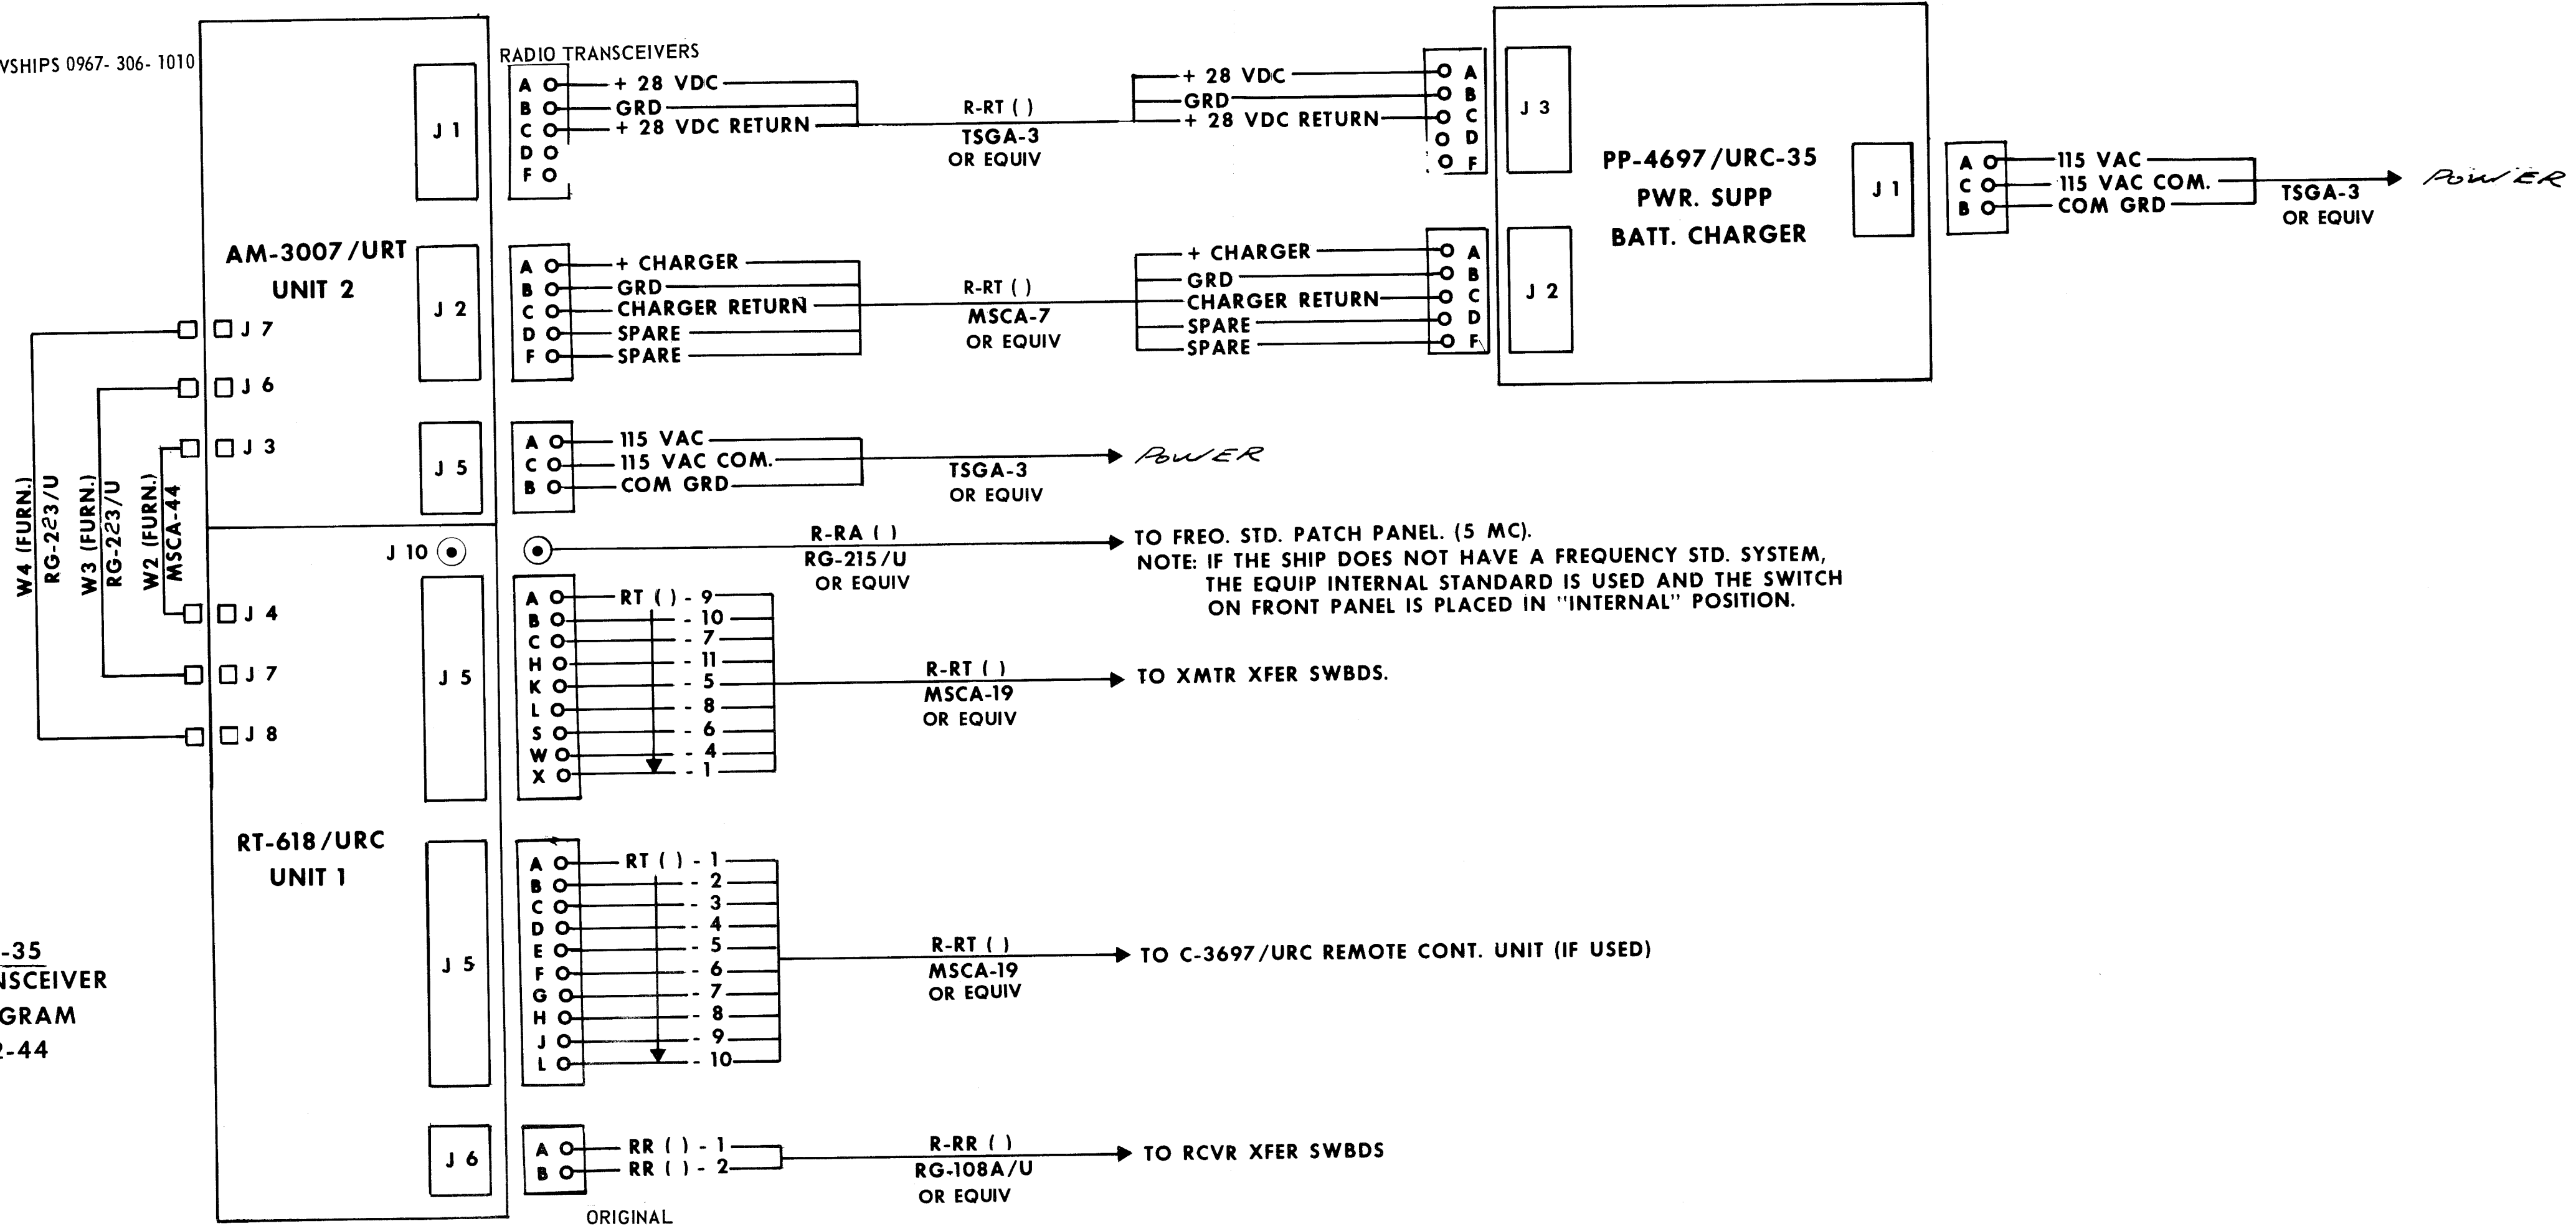 VSHIPS 0967- 306- 1010
RADIO TRANSCEIVERS
AM-3007/URT
UNIT 2
J 1
A + 28 VDC
B GRD
C + 28 VDC RETURN
D
F
R-RT ( )
TSGA-3
OR EQUIV
+ 28 VDC A
GRD B
+ 28 VDC RETURN C
D
F
J 3
PP-4697/URC-35
PWR. SUPP
BATT. CHARGER
J 1
A 115 VAC
C 115 VAC COM.
B COM GRD
TSGA-3
OR EQUIV
POWER
J 2
A + CHARGER
B GRD
C CHARGER RETURN
D SPARE
F SPARE
R-RT ( )
MSCA-7
OR EQUIV
+ CHARGER A
GRD B
CHARGER RETURN C
SPARE D
SPARE F
J 2
J 7
J 6
J 3
J 5
A 115 VAC
C 115 VAC COM.
B COM GRD
TSGA-3
OR EQUIV
POWER
W4 (FURN.)
RG-223/U
W3 (FURN.)
RG-223/U
W2 (FURN.)
MSCA-44
J 10
R-RA ( )
RG-215/U
OR EQUIV
TO FREO. STD. PATCH PANEL. (5 MC).
NOTE: IF THE SHIP DOES NOT HAVE A FREQUENCY STD. SYSTEM,
THE EQUIP INTERNAL STANDARD IS USED AND THE SWITCH
ON FRONT PANEL IS PLACED IN "INTERNAL" POSITION.
J 4
J 7
J 8
J 5
A RT ( ) - 9
B - 10
C - 7
H - 11
K - 5
L - 8
S - 6
W - 4
X - 1
R-RT ( )
MSCA-19
OR EQUIV
TO XMTR XFER SWBDS.
RT-618/URC
UNIT 1
J 5
A RT ( ) - 1
B - 2
C - 3
D - 4
E - 5
F - 6
G - 7
H - 8
J - 9
L - 10
R-RT ( )
MSCA-19
OR EQUIV
TO C-3697/URC REMOTE CONT. UNIT (IF USED)
-35
NSCEIVER
GRAM
2-44
J 6
A RR ( ) - 1
B RR ( ) - 2
R-RR ( )
RG-108A/U
OR EQUIV
TO RCVR XFER SWBDS
ORIGINAL